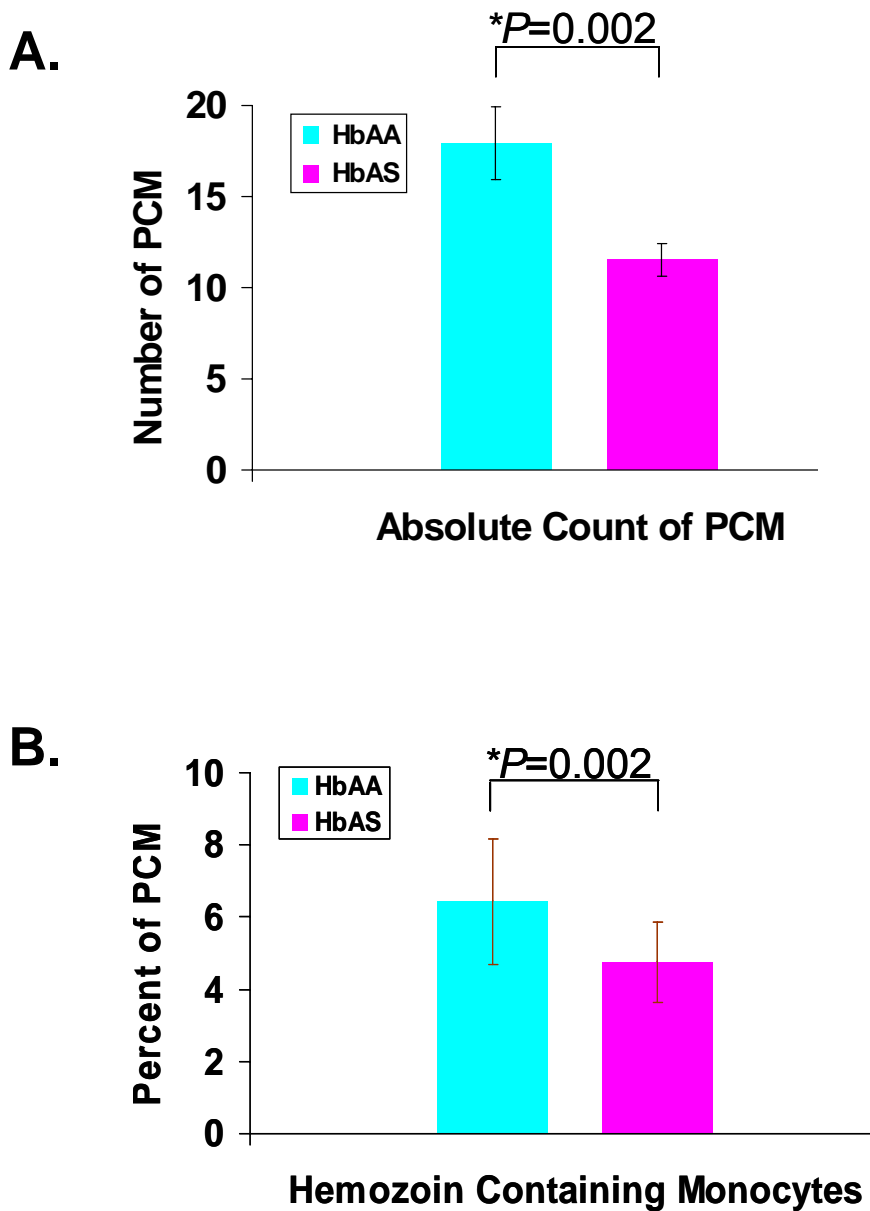 A.
*P=0.002
20
15
10
5
0
Number of PCM
HbAA
HbAS
Absolute Count of PCM
B.
*P=0.002
10
8
6
4
2
0
Percent of PCM
HbAA
HbAS
Hemozoin Containing Monocytes